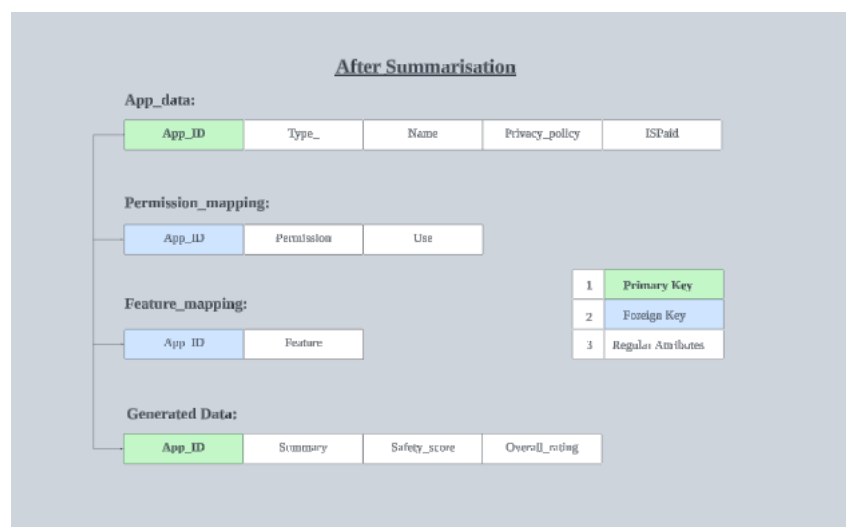 After Summarisation
App_data:
App_ID Type_ Name Privacy_policy ISPaid
Permission_mapping:
App_ID Permission Use
1 Primary Key
2 Foreign Key
3 Regular Attributes
Feature_mapping:
App_ID Feature
Generated Data:
App_ID Summary Safety_score Overall_rating